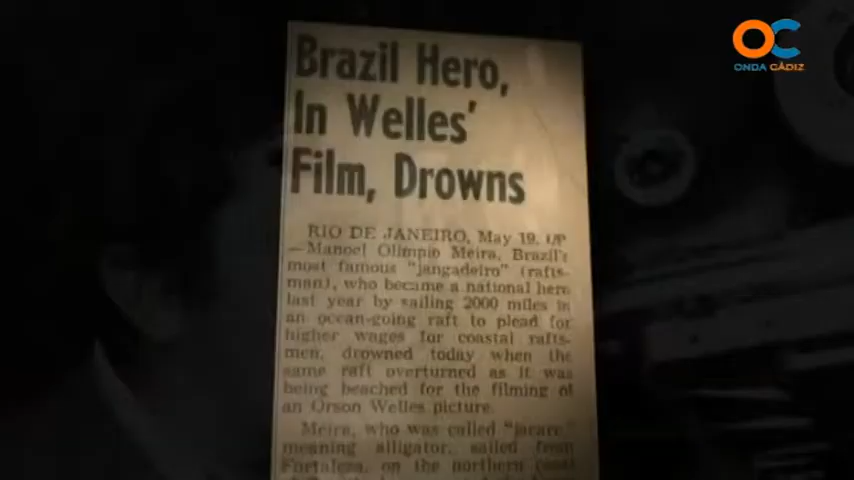 OC
ONDA CÁDIZ
Brazil Hero,
In Welles'
Film, Drowns
RIO DE JANEIRO, May 19. UP
—Manoel Olimpio Meira, Brazil's
most famous "jangadeiro" (rafts-
man), who became a national hero
last year by sailing 2000 miles in
an ocean-going raft to plead for
higher wages for coastal rafts-
men, drowned today when the
same raft overturned as it was
being beached for the filming of
an Orson Welles picture.
Meira, who was called "jacare"
meaning alligator, sailed from
Fortaleza, on the northern coast